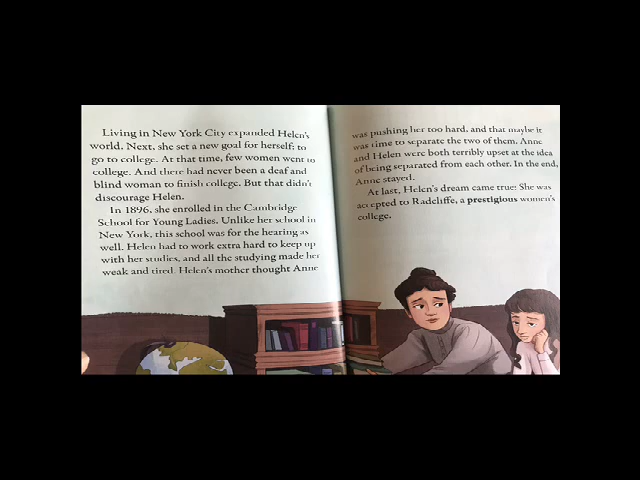 Living in New York City expanded Helen's
world. Next, she set a new goal for herself: to
go to college. At that time, few women went to
college. And there had never been a deaf and
blind woman to finish college. But that didn't
discourage Helen.
In 1896, she enrolled in the Cambridge
School for Young Ladies. Unlike her school in
New York, this school was for the hearing as
well. Helen had to work extra hard to keep up
with her studies, and all the studying made her
weak and tired. Helen's mother thought Anne
was pushing her too hard, and that maybe it
was time to separate the two of them. Anne
and Helen were both terribly upset at the idea
of being separated from each other. In the end,
Anne stayed.
At last, Helen's dream came true: She was
accepted to Radcliffe, a prestigious women's
college.